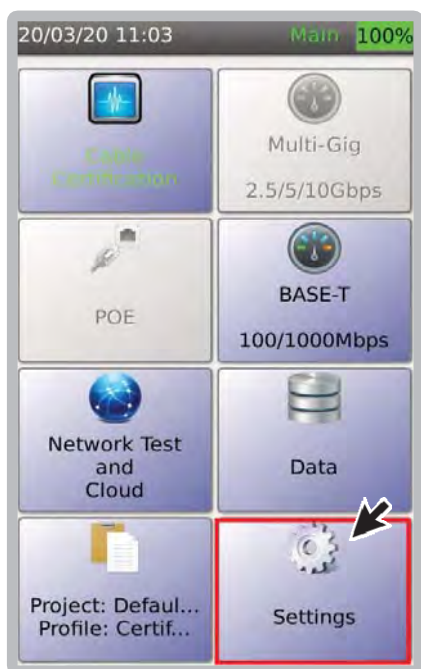 20/03/20 11:03 Main 100%
Cable
Certification
Multi-Gig
2.5/5/10Gbps
POE
BASE-T
100/1000Mbps
Network Test
and
Cloud
Data
Project: Defaul...
Profile: Certif...
Settings